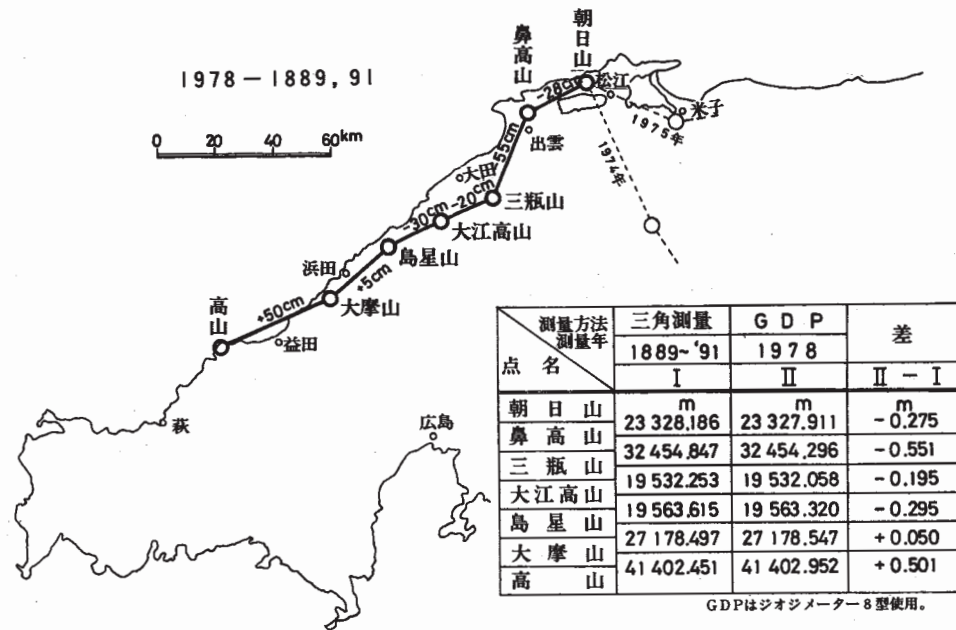 1978－1889,91
0 20 40 60km
朝日山
鼻高山
松江
米子
出雲
-28cm
1975年
1974年
-55cm
大田
三瓶山
-20cm
-30cm
大江高山
島星山
浜田
+5cm
大摩山
+50cm
高山
益田
萩
広島
測量方法 三角測量 GDP 差
測量年 1889~'91 1978
点名 I II II－I
m m m
朝日山
23 328.186 23 327.911 -0.275
鼻高山
32 454.847 32 454.296 -0.551
三瓶山
19 532.253 19 532.058 -0.195
大江高山
19 563.615 19 563.320 -0.295
島星山
27 178.497 27 178.547 +0.050
大摩山
41 402.451 41 402.952 +0.501
高山
GDPはジオジメーター8型使用。